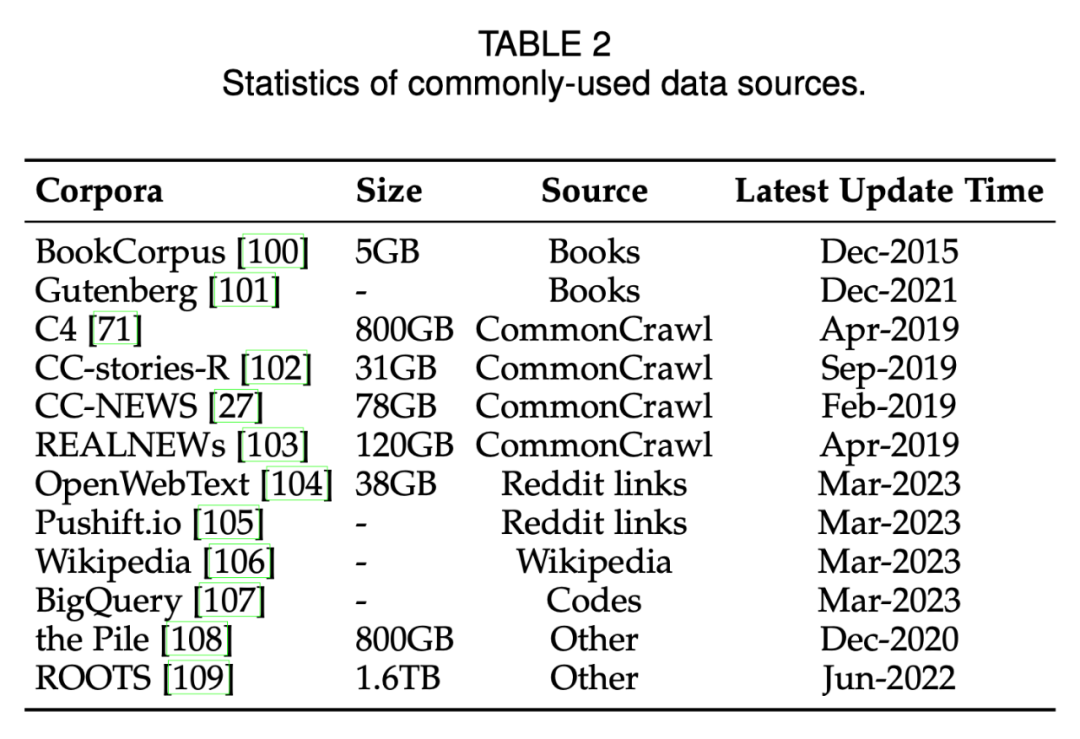 TABLE 2
Statistics of commonly-used data sources.
Corpora Size Source Latest Update Time
BookCorpus [100] 5GB Books Dec-2015
Gutenberg [101] - Books Dec-2021
C4 [71] 800GB CommonCrawl Apr-2019
CC-stories-R [102] 31GB CommonCrawl Sep-2019
CC-NEWS [27] 78GB CommonCrawl Feb-2019
REALNEWs [103] 120GB CommonCrawl Apr-2019
OpenWebText [104] 38GB Reddit links Mar-2023
Pushift.io [105] - Reddit links Mar-2023
Wikipedia [106] - Wikipedia Mar-2023
BigQuery [107] - Codes Mar-2023
the Pile [108] 800GB Other Dec-2020
ROOTS [109] 1.6TB Other Jun-2022